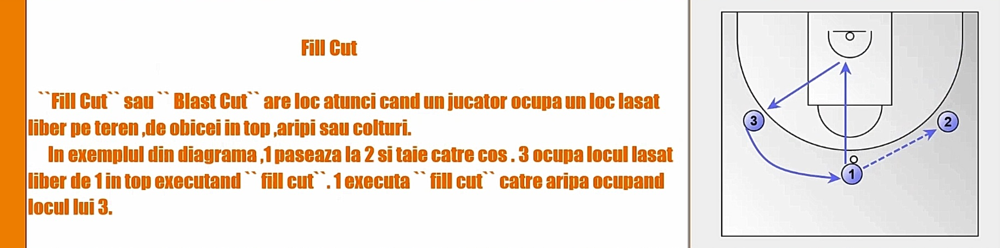 Fill Cut
``Fill Cut`` sau `` Blast Cut`` are loc atunci cand un jucator ocupa un loc lasat
liber pe teren ,de obicei in top ,aripi sau colturi.
In exemplul din diagrama ,1 paseaza la 2 si taie catre cos . 3 ocupa locul lasat
liber de 1 in top executand `` fill cut`` . 1 executa `` fill cut`` catre aripa ocupand
locul lui 3.
3
2
1